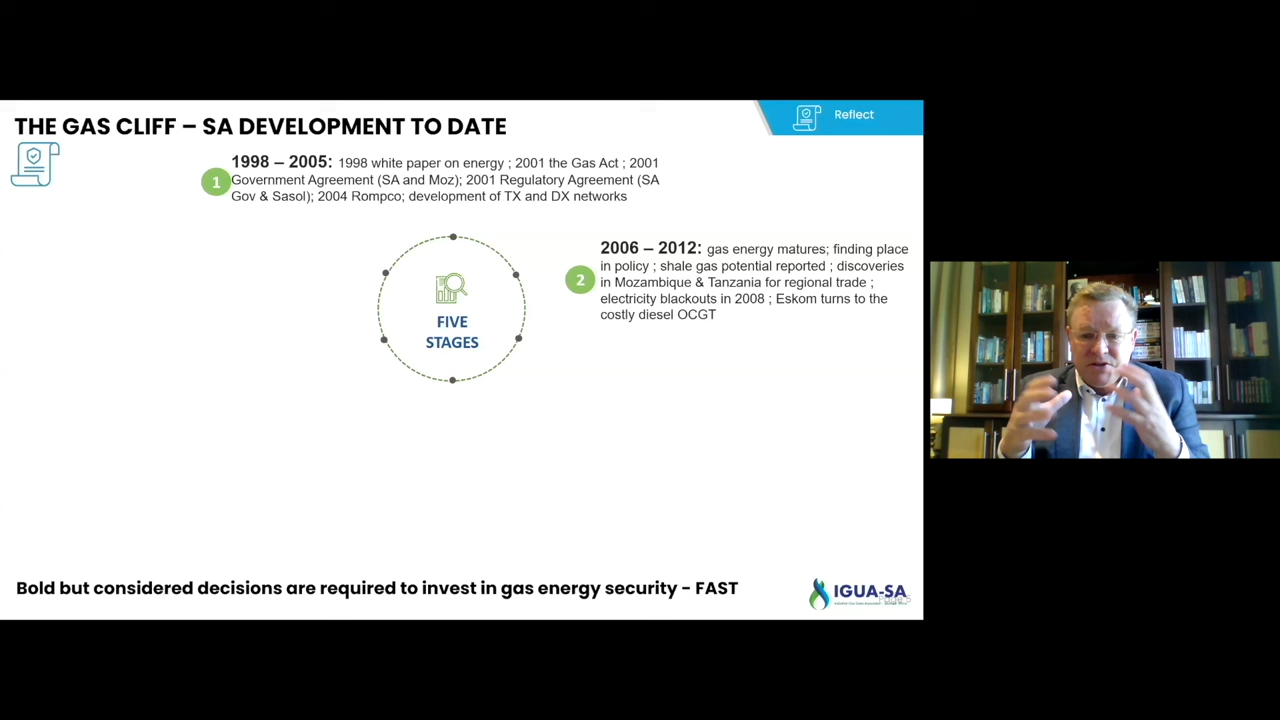 Reflect
THE GAS CLIFF – SA DEVELOPMENT TO DATE
1
1998 – 2005: 1998 white paper on energy ; 2001 the Gas Act ; 2001
Government Agreement (SA and Moz); 2001 Regulatory Agreement (SA
Gov & Sasol); 2004 Rompco; development of TX and DX networks
2
2006 – 2012: gas energy matures; finding place
in policy ; shale gas potential reported ; discoveries
in Mozambique & Tanzania for regional trade ;
electricity blackouts in 2008 ; Eskom turns to the
costly diesel OCGT
FIVE
STAGES
Bold but considered decisions are required to invest in gas energy security - FAST
IGUA-SA
Page 5